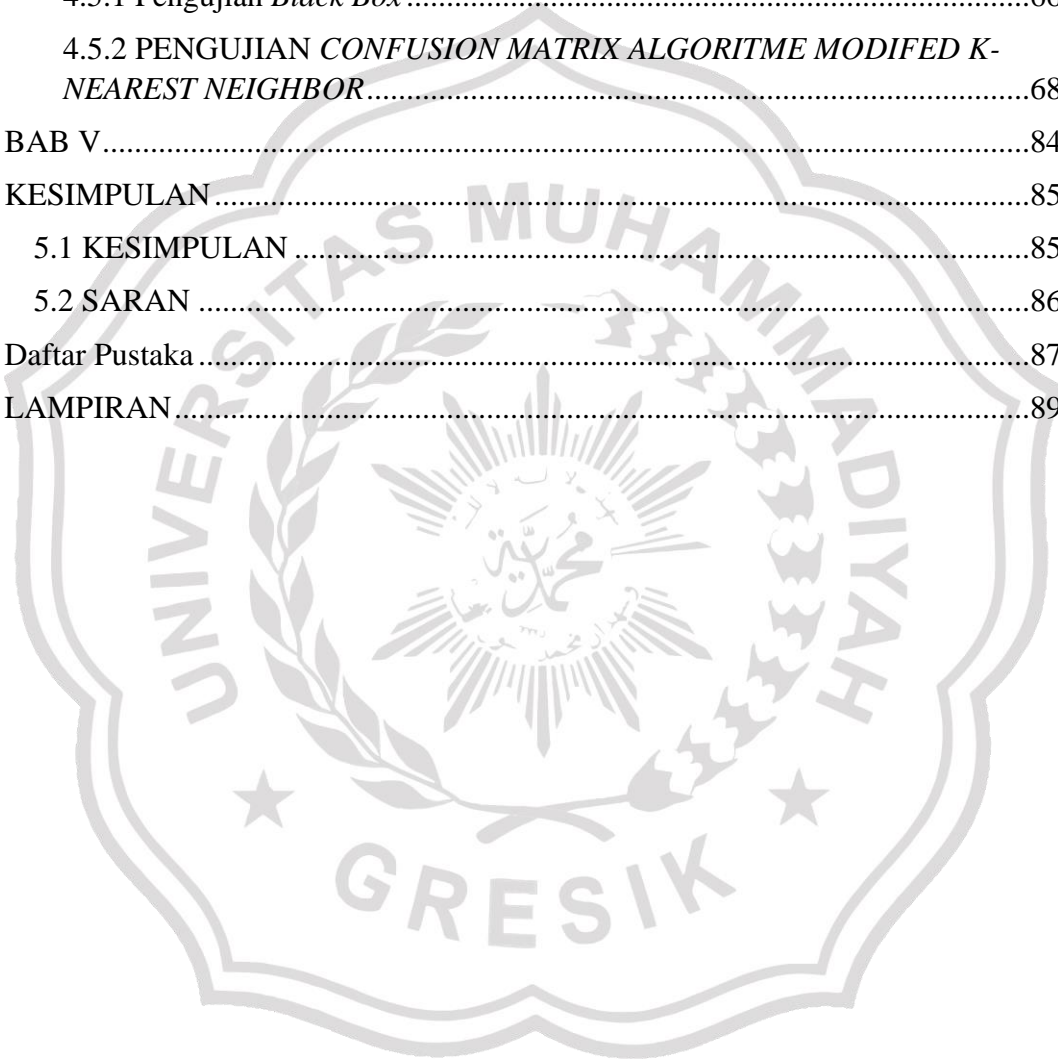 4.5.1 Pengujian Black Box ........ 66
4.5.2 PENGUJIAN CONFUSION MATRIX ALGORITME MODIFED K-
NEAREST NEIGHBOR ........ 68
BAB V ........ 84
KESIMPULAN ........ 85
5.1 KESIMPULAN ........ 85
5.2 SARAN ........ 86
Daftar Pustaka ........ 87
LAMPIRAN ........ 89
UNIVERSITAS MUHAMMADIYAH
GRESIK